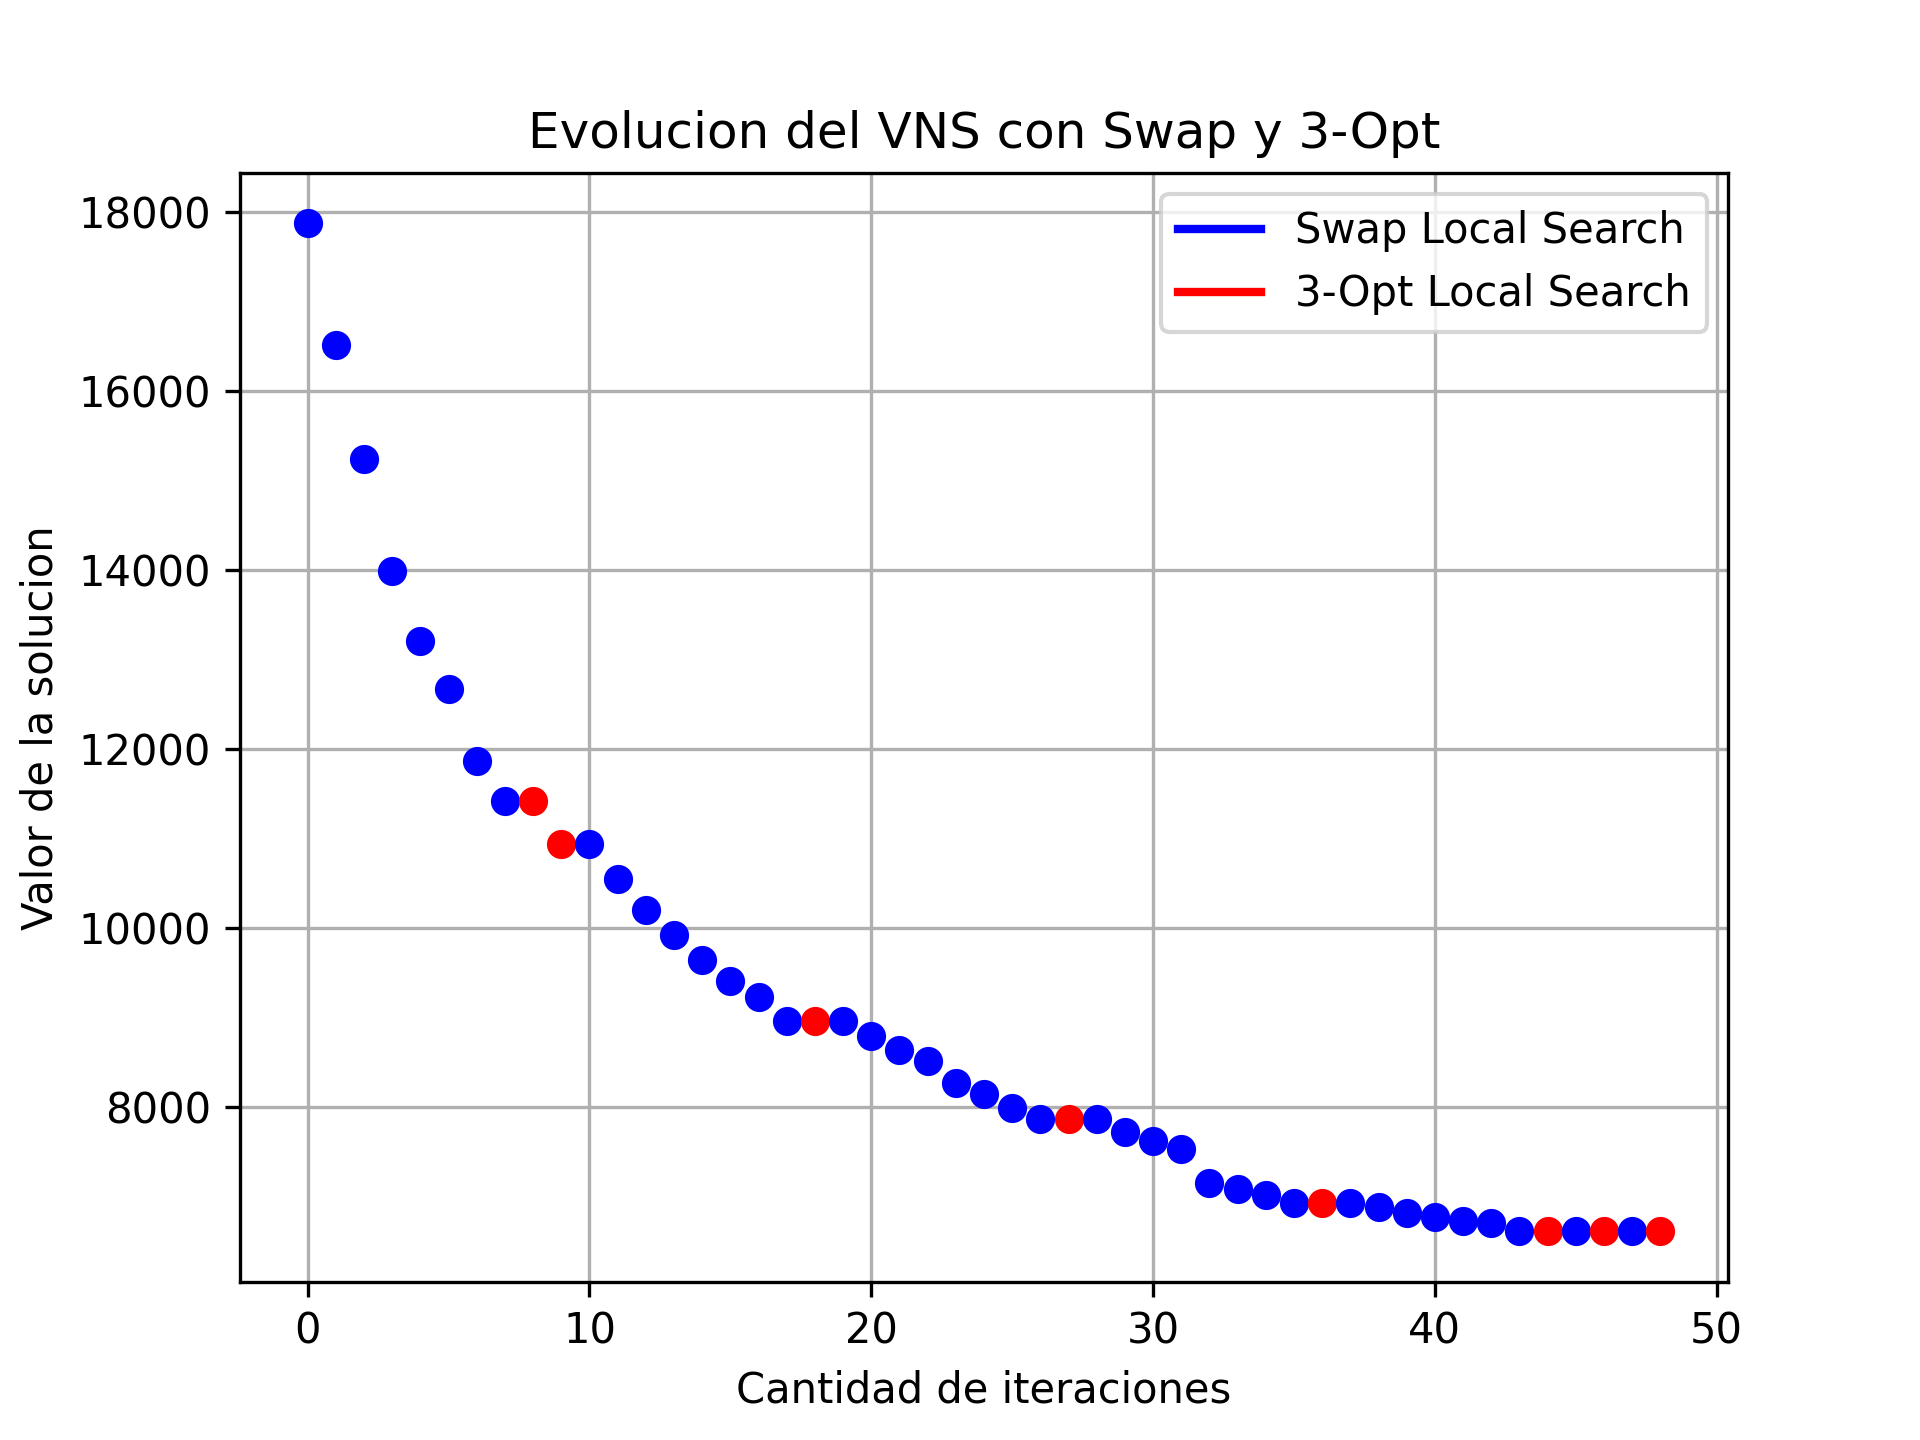 Evolucion del VNS con Swap y 3-Opt
Swap Local Search
3-Opt Local Search
Valor de la solucion
18000
16000
14000
12000
10000
8000
0 10 20 30 40 50
Cantidad de iteraciones